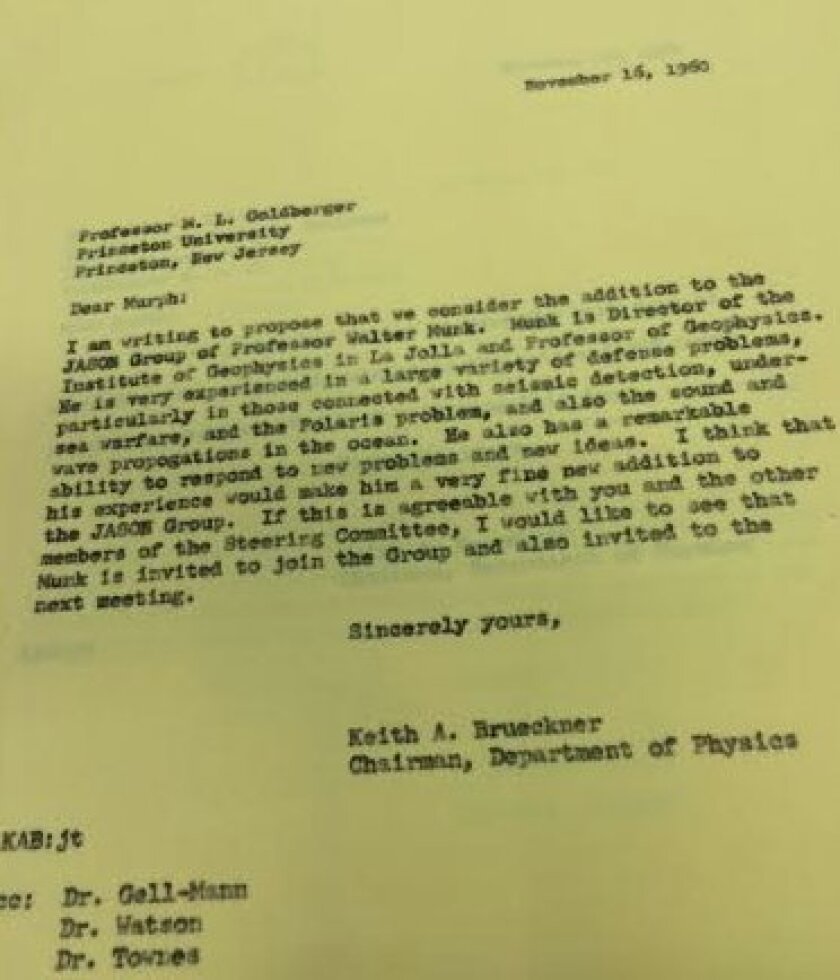 November 16, 1960
Professor M. L. Goldberger
Princeton University
Princeton, New Jersey
Dear Murph:
I am writing to propose that we consider the addition to the
JASON Group of Professor Walter Munk. Munk is Director of the
Institute of Geophysics in La Jolla and Professor of Geophysics.
He is very experienced in a large variety of defense problems,
particularly in those connected with seismic detection, under-
sea warfare, and the Polaris problem, and also the sound and
wave propogations in the ocean. He also has a remarkable
ability to respond to new problems and new ideas. I think that
his experience would make him a very fine new addition to
the JASON Group. If this is agreeable with you and the other
members of the Steering Committee, I would like to see that
Munk is invited to join the Group and also invited to the
next meeting.
Sincerely yours,
Keith A. Brueckner
Chairman, Department of Physics
KAB:jt
cc: Dr. Gell-Mann
Dr. Watson
Dr. Townes